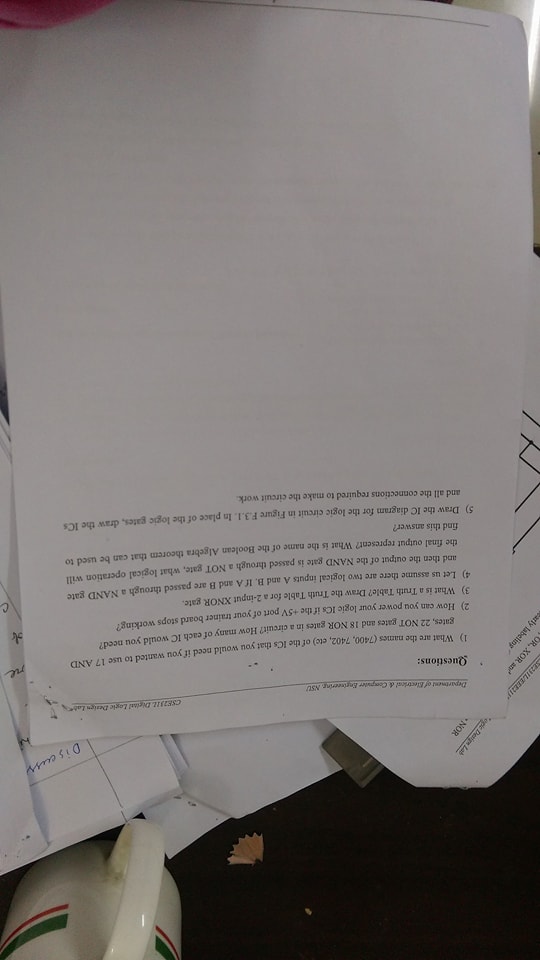 Department of Electrical & Computer Engineering, NSU
CSE231L Digital Logic Design Lab
Questions:
1) What are the names (7400, 7402, etc) of the ICs that you would need if you wanted to use 17 AND
gates, 22 NOT gates and 18 NOR gates in a circuit? How many of each IC would you need?
2) How can you power your logic ICs if the +5V port of your trainer board stops working?
3) What is a Truth Table? Draw the Truth Table for a 2-input XNOR gate.
4) Let us assume there are two logical inputs A and B. If A and B are passed through a NAND gate
and then the output of the NAND gate is passed through a NOT gate, what logical operation will
the final output represent? What is the name of the Boolean Algebra theorem that can be used to
find this answer?
5) Draw the IC diagram for the logic circuit in Figure F.3.1. In place of the logic gates, draw the ICs
and all the connections required to make the circuit work.
Discuss
Logic Design Lab
NOR
OR, XOR and
labeling